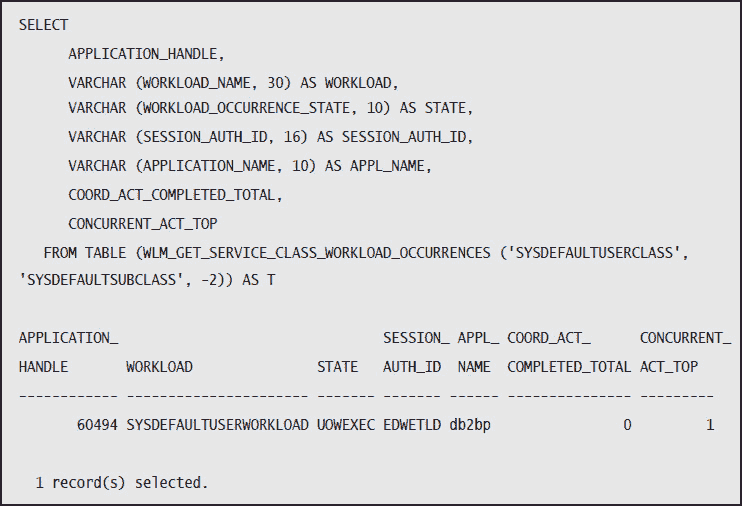 SELECT
APPLICATION_HANDLE,
VARCHAR (WORKLOAD_NAME, 30) AS WORKLOAD,
VARCHAR (WORKLOAD_OCCURRENCE_STATE, 10) AS STATE,
VARCHAR (SESSION_AUTH_ID, 16) AS SESSION_AUTH_ID,
VARCHAR (APPLICATION_NAME, 10) AS APPL_NAME,
COORD_ACT_COMPLETED_TOTAL,
CONCURRENT_ACT_TOP
FROM TABLE (WLM_GET_SERVICE_CLASS_WORKLOAD_OCCURRENCES ('SYSDEFAULTUSERCLASS',
'SYSDEFAULTSUBCLASS', -2)) AS T
APPLICATION_ SESSION_ APPL_ COORD_ACT_ CONCURRENT_
HANDLE WORKLOAD STATE AUTH_ID NAME COMPLETED_TOTAL ACT_TOP
------------ ---------------------- ------- ------- ------ --------------- ---------
60494 SYSDEFAULTUSERWORKLOAD UOWEXEC EDWETLD db2bp 0 1
1 record(s) selected.